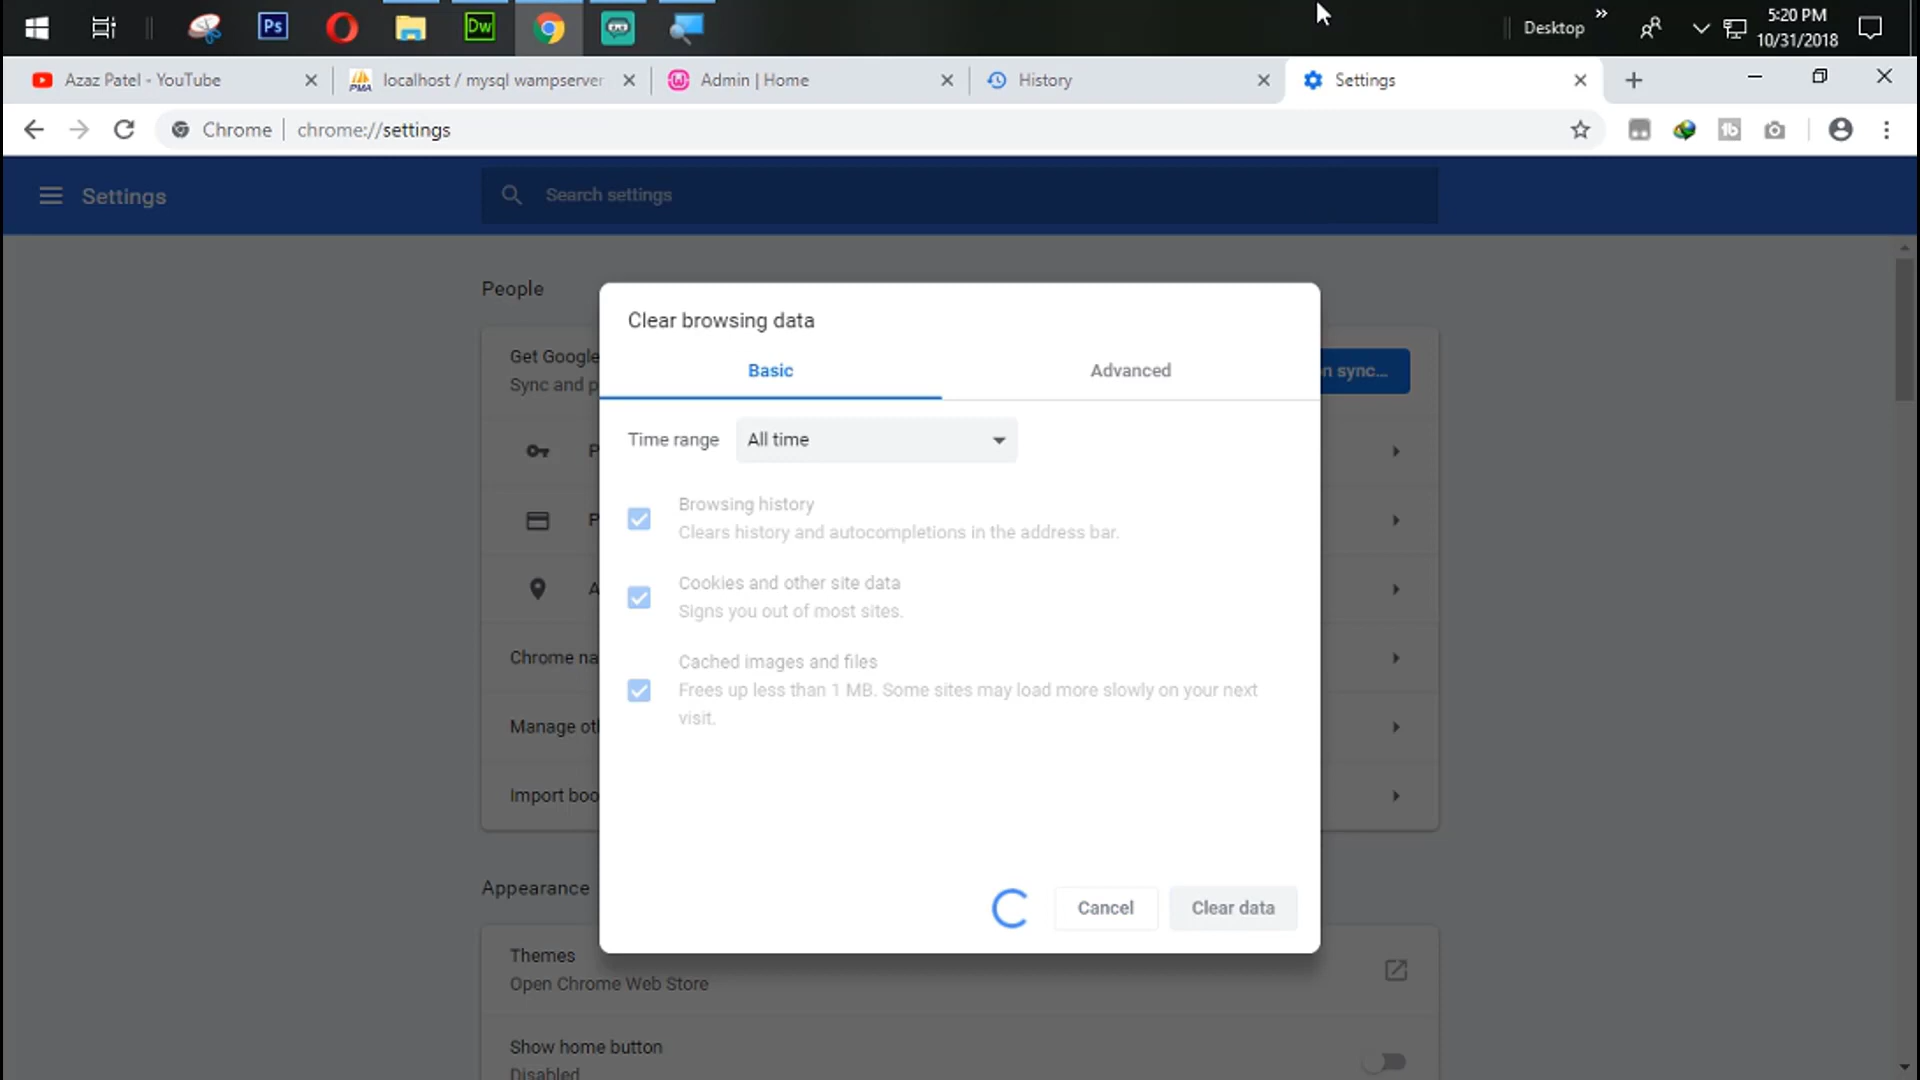 Ps
Dw
Desktop
»
5:20 PM
10/31/2018
Azaz Patel - YouTube
PMA
localhost / mysql wampserver
Admin | Home
History
Settings
Chrome
chrome://settings
tb
Settings
Search settings
People
Get Google
Sync and p
n sync...
P
P
A
Chrome na
Manage ot
Import boo
Clear browsing data
Basic
Advanced
Time range
All time
Browsing history
Clears history and autocompletions in the address bar.
Cookies and other site data
Signs you out of most sites.
Cached images and files
Frees up less than 1 MB. Some sites may load more slowly on your next
visit.
Cancel
Clear data
Appearance
Themes
Open Chrome Web Store
Show home button
Disabled